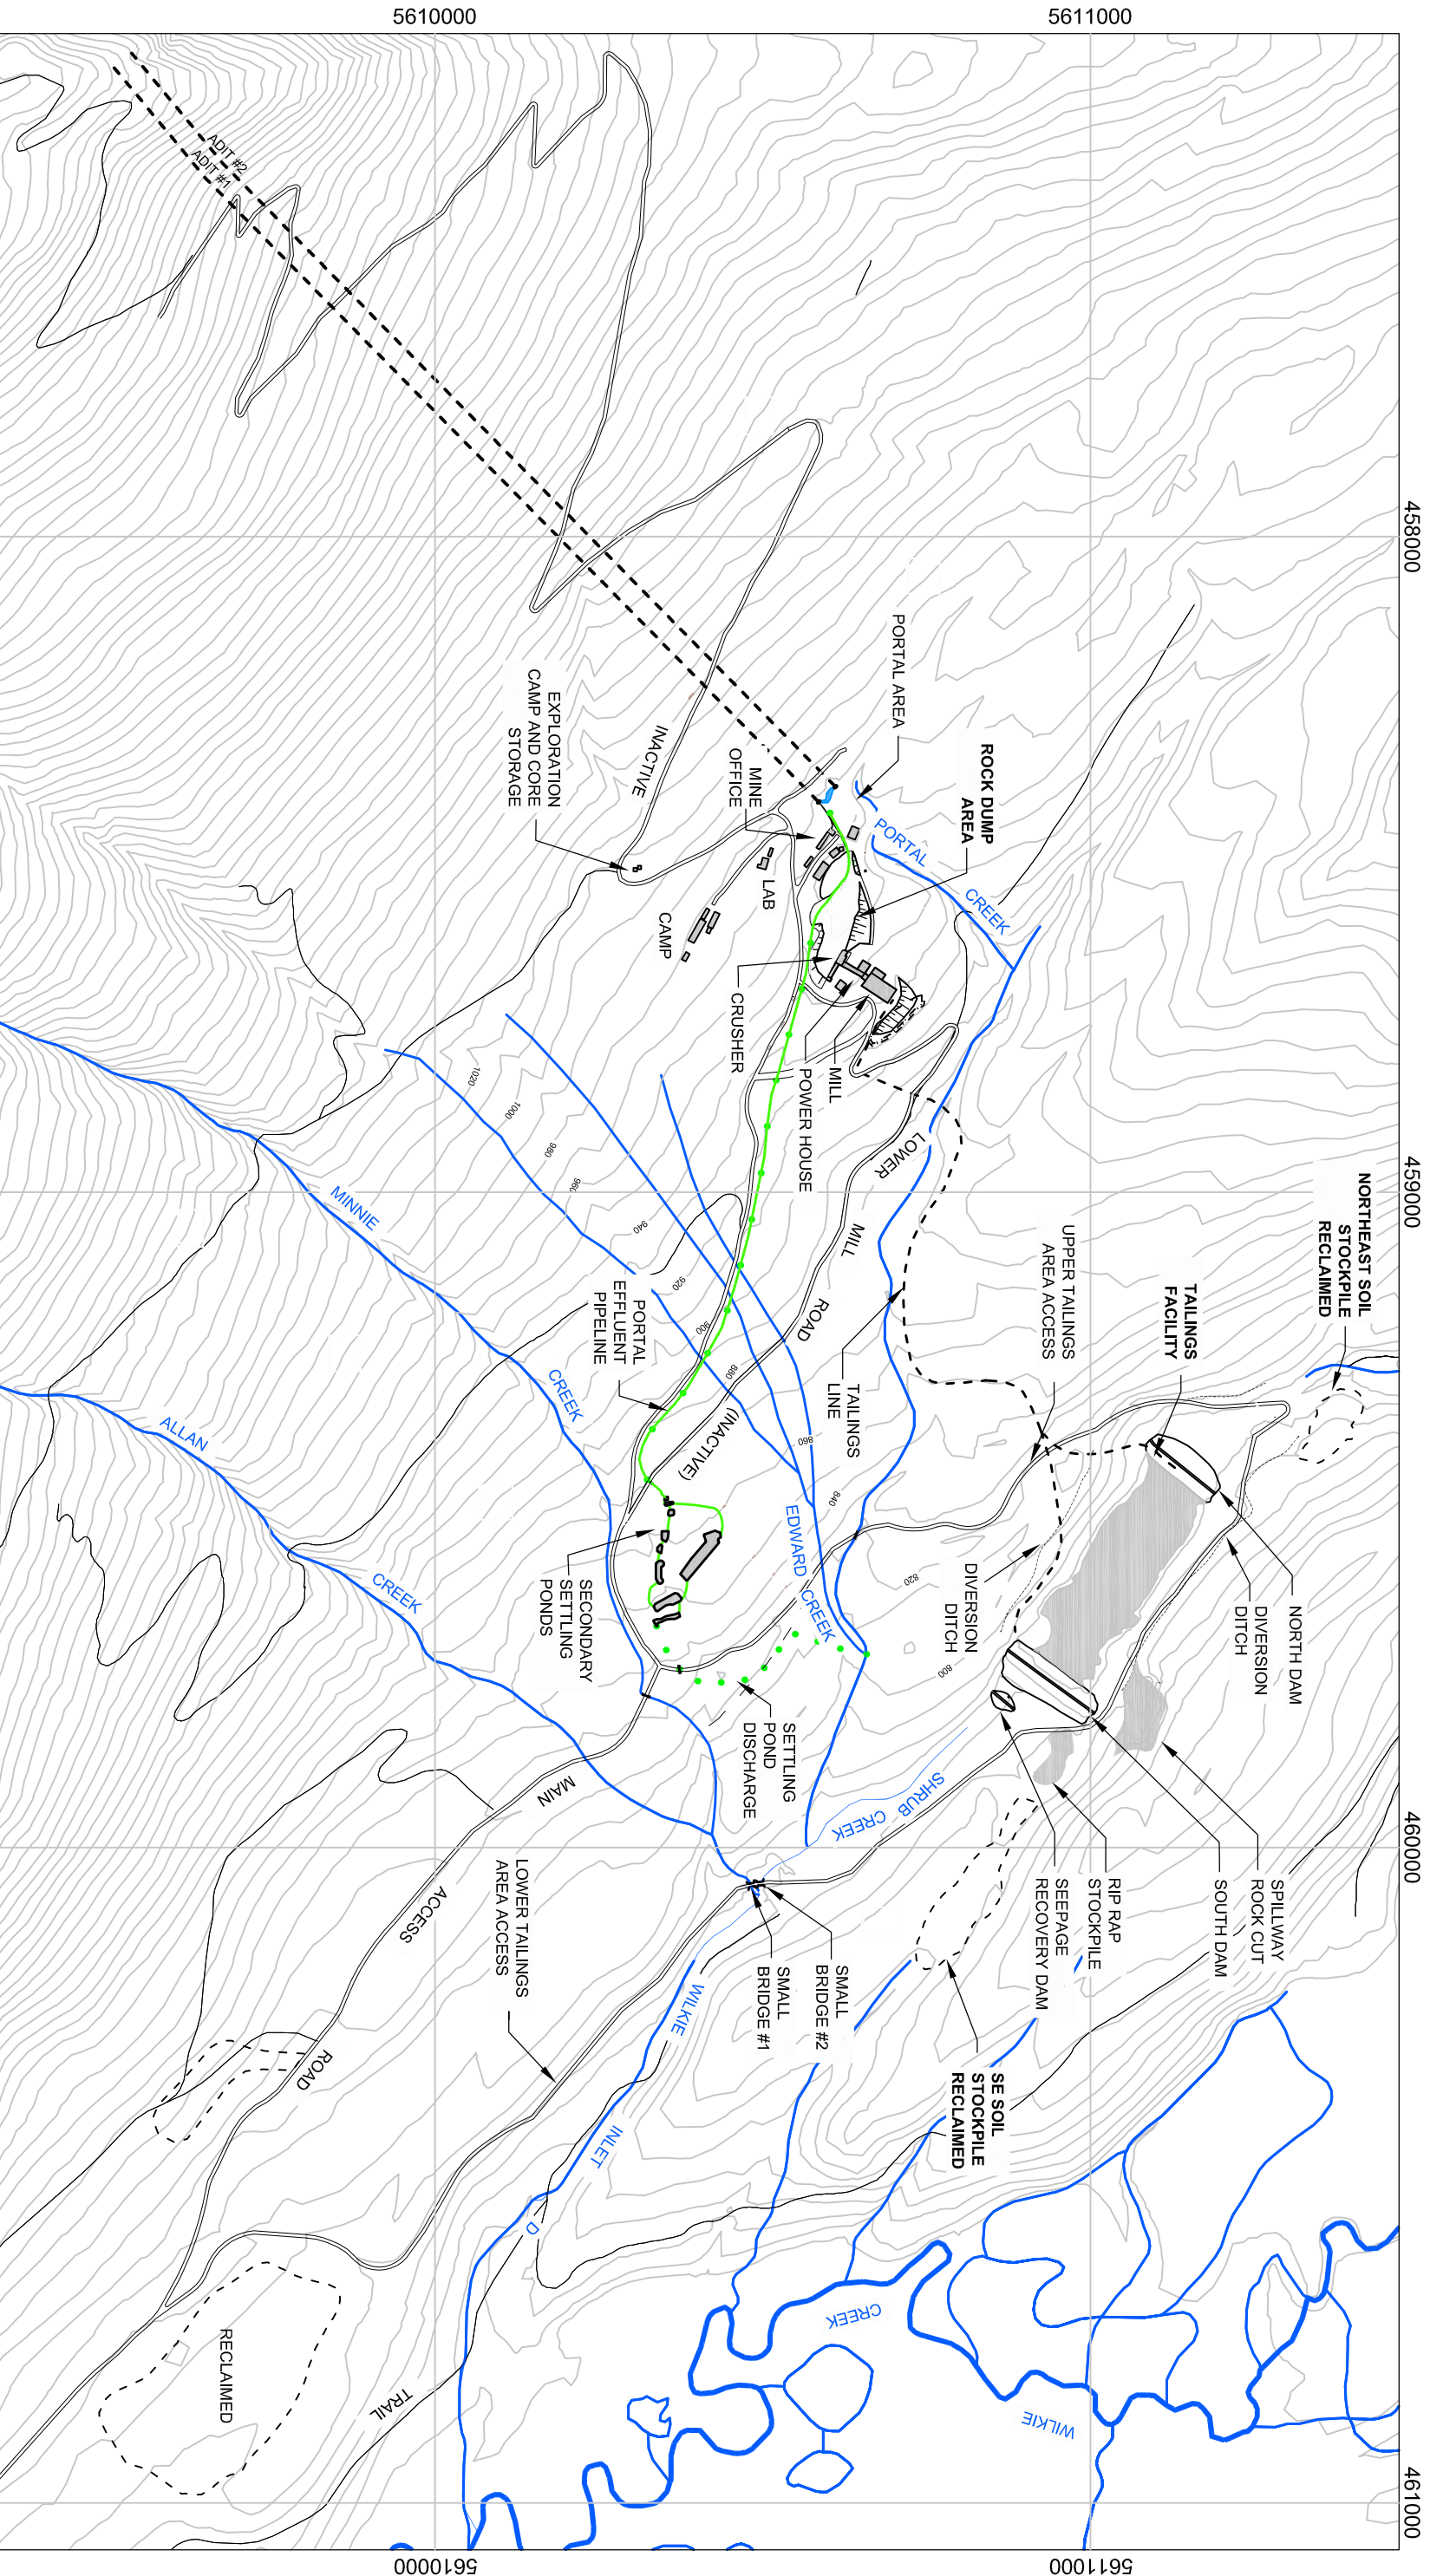 5610000
5611000
458000
459000
460000
461000
5610000
5611000
ADIT #2
ADIT #1
INACTIVE
EXPLORATION
CAMP AND CORE
STORAGE
MINE
OFFICE
PORTAL AREA
ROCK DUMP
AREA
PORTAL
CREEK
LAB
CAMP
CRUSHER
POWER HOUSE
MILL
LOWER
MILL
ROAD
(INACTIVE)
1020
1000
980
960
940
920
900
880
860
840
820
800
MINNIE
CREEK
ALLAN
CREEK
PORTAL
EFFLUENT
PIPELINE
TAILINGS
LINE
UPPER TAILINGS
AREA ACCESS
TAILINGS
FACILITY
NORTHEAST SOIL
STOCKPILE
RECLAIMED
EDWARD CREEK
SECONDARY
SETTLING
PONDS
SETTLING
POND
DISCHARGE
DIVERSION
DITCH
NORTH DAM
DIVERSION
DITCH
SHRUB
CREEK
MAIN
ACCESS
ROAD
LOWER TAILINGS
AREA ACCESS
SPILLWAY
ROCK CUT
SOUTH DAM
RIP RAP
STOCKPILE
SEEPAGE
RECOVERY DAM
SMALL
BRIDGE #2
SMALL
BRIDGE #1
SE SOIL
STOCKPILE
RECLAIMED
WILKIE
INLET
D
CREEK
WILKIE
TRAIL
RECLAIMED